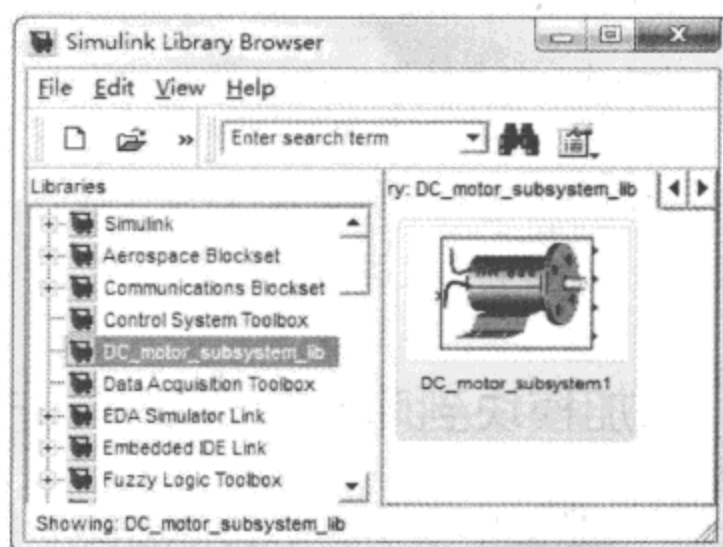 Simulink Library Browser
File Edit View Help
» Enter search term
Libraries
Simulink
Aerospace Blockset
Communications Blockset
Control System Toolbox
DC_motor_subsystem_lib
Data Acquisition Toolbox
EDA Simulator Link
Embedded IDE Link
Fuzzy Logic Toolbox
ry: DC_motor_subsystem_lib
DC_motor_subsystem1
Showing: DC_motor_subsystem_lib